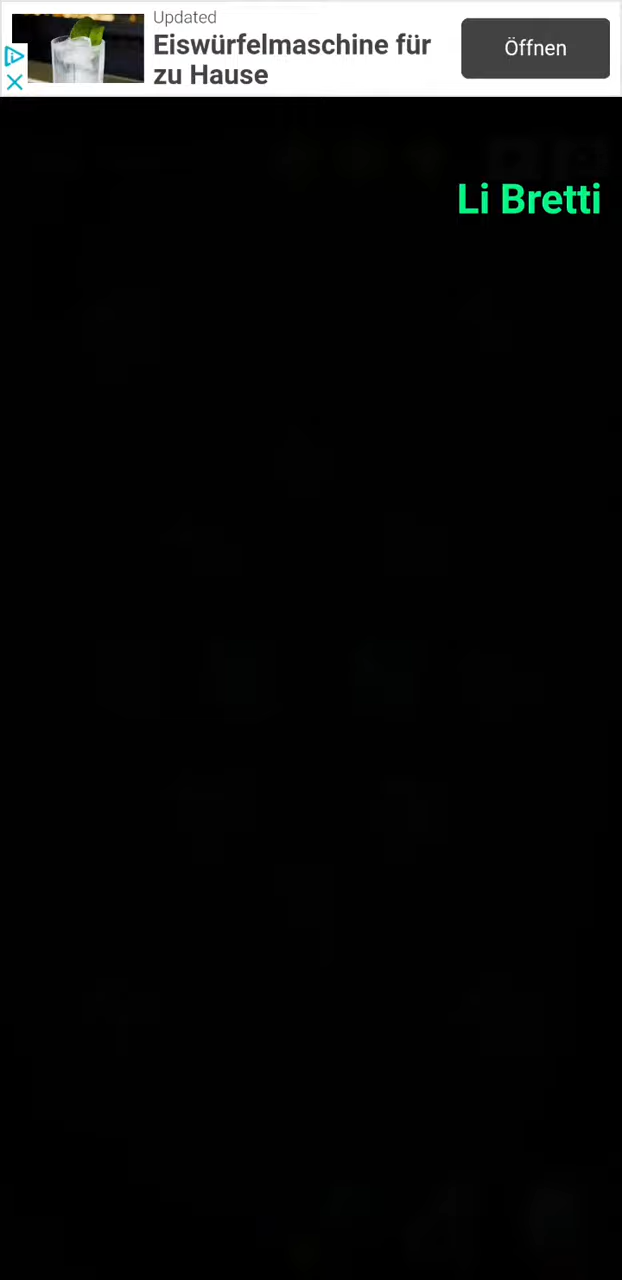 Updated
Eiswürfelmaschine für
zu Hause
Öffnen
Li Bretti